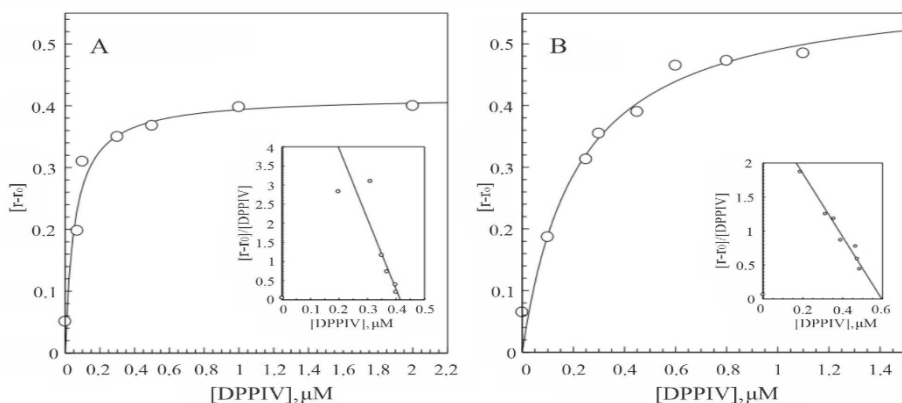 A
0.5
0.4
0.3
0.2
0.1
0
[r-r₀]
0 0,2 0,4 0,6 0,8 1 1,2 1,4 1,6 1,8 2 2,2
[DPPIV],μM
4
3.5
3
2.5
2
1.5
1
0.5
0
[r-r₀]/[DPPIV]
0 0.1 0.2 0.3 0.4 0.5
[DPPIV],μM
B
0.5
0.4
0.3
0.2
0.1
0
[r-r₀]
0 0,2 0.4 0.6 0.8 1 1.2 1.4
[DPPIV],μM
2
1.5
1
0.5
0
[r-r₀]/[DPPIV]
0 0.2 0.4 0.6
[DPPIV],μM